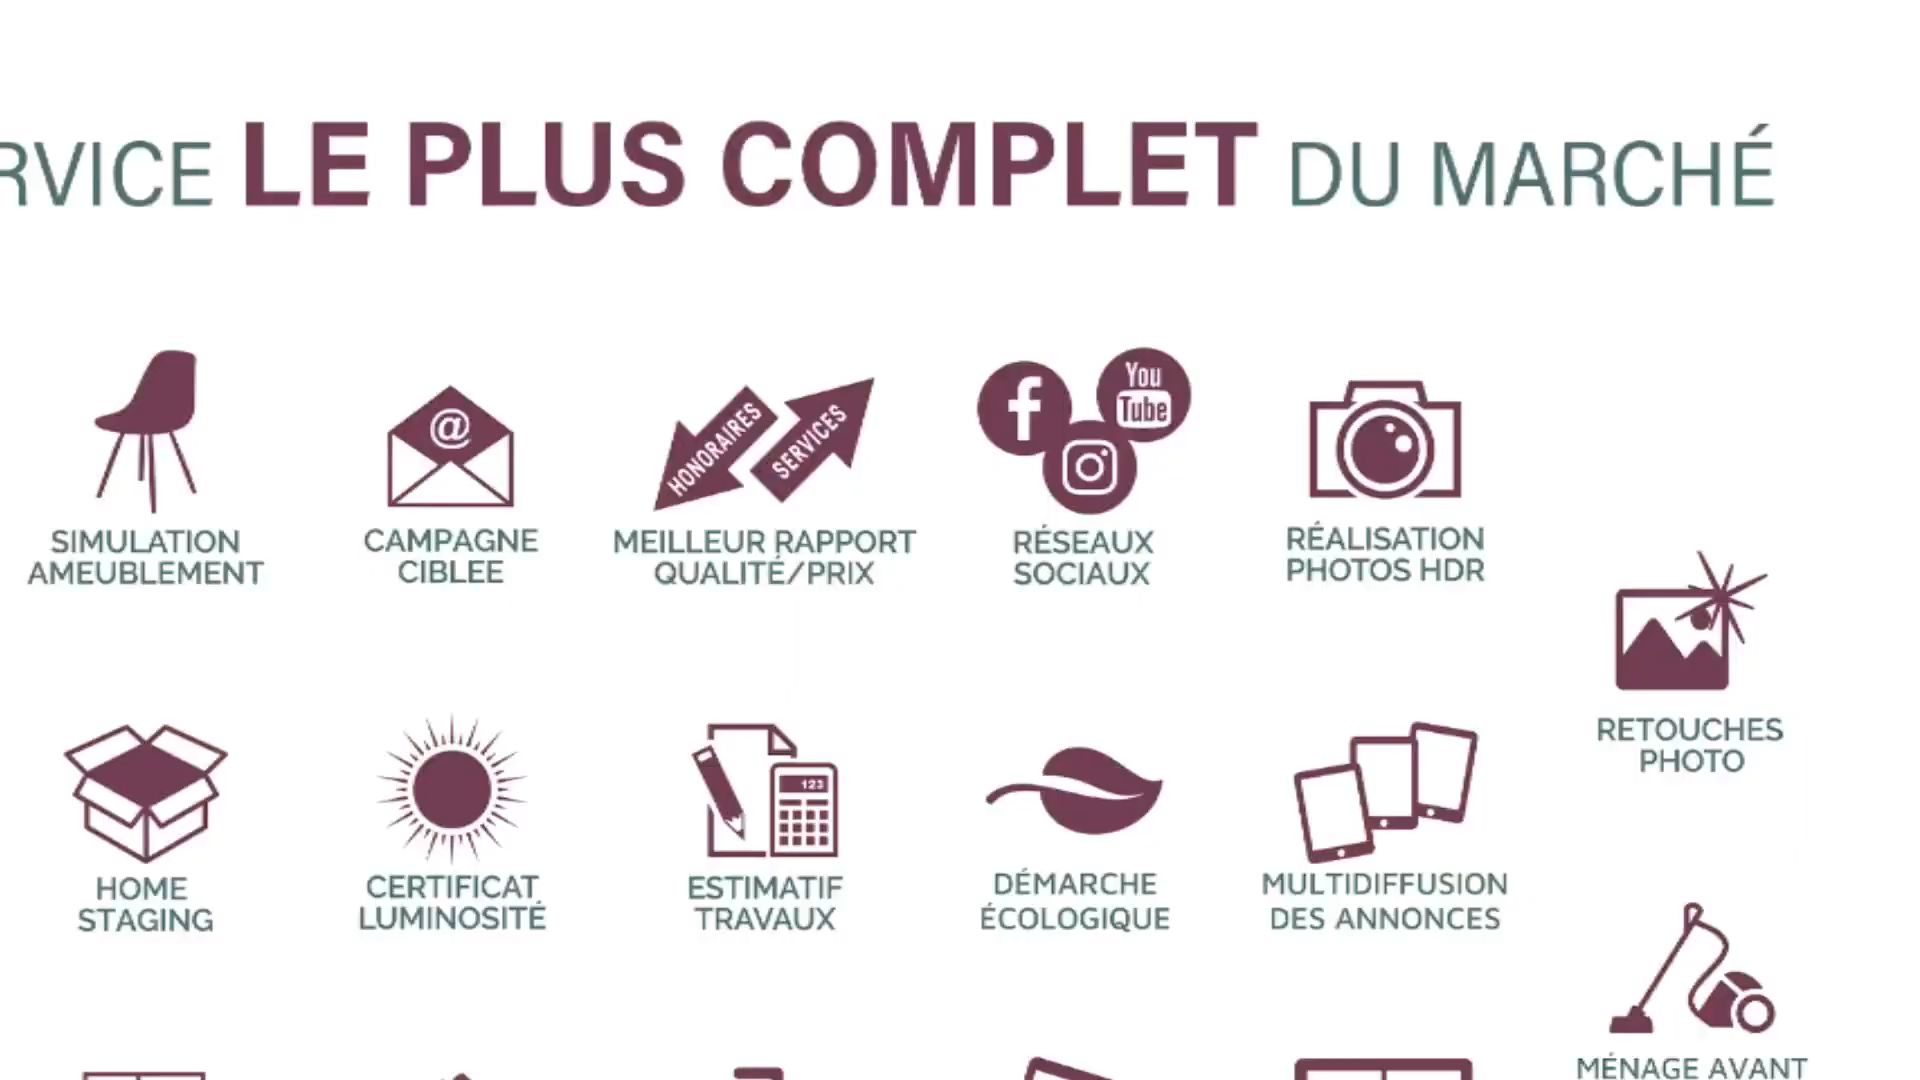 RVICE LE PLUS COMPLET DU MARCHÉ
@
HONORAIRES
SERVICES
f
You
Tube
SIMULATION
AMEUBLEMENT
CAMPAGNE
CIBLEE
MEILLEUR RAPPORT
QUALITÉ/PRIX
RÉSEAUX
SOCIAUX
RÉALISATION
PHOTOS HDR
RETOUCHES
PHOTO
123
HOME
STAGING
CERTIFICAT
LUMINOSITÉ
ESTIMATIF
TRAVAUX
DÉMARCHE
ÉCOLOGIQUE
MULTIDIFFUSION
DES ANNONCES
MÉNAGE AVANT